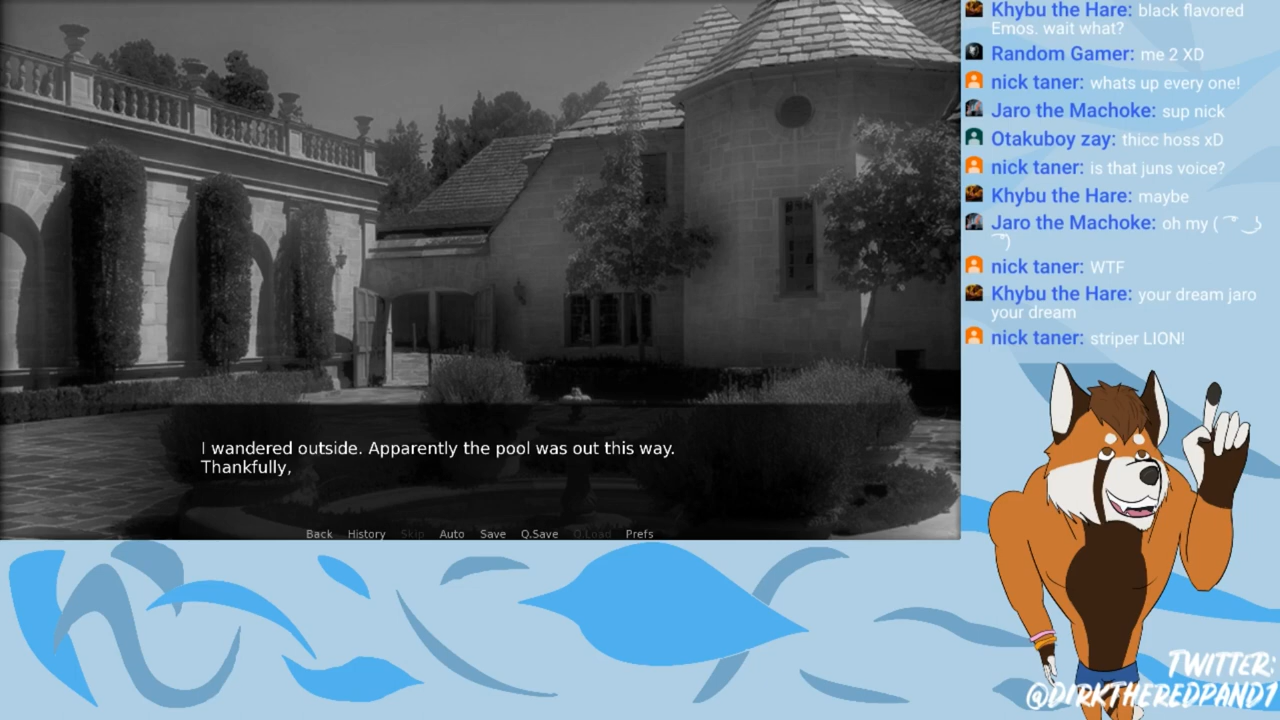 I wandered outside. Apparently the pool was out this way.
Thankfully,
Back History Skip Auto Save Q.Save Q.Load Prefs
Khybu the Hare: black flavored
Emos. wait what?
Random Gamer: me 2 XD
nick taner: whats up every one!
Jaro the Machoke: sup nick
Otakuboy zay: thicc hoss xD
nick taner: is that juns voice?
Khybu the Hare: maybe
Jaro the Machoke: oh my ( ͡° ͜ʖ
͡°)
nick taner: WTF
Khybu the Hare: your dream jaro
your dream
nick taner: striper LION!
TWITTER:
@DIRKTHEREDPAND1